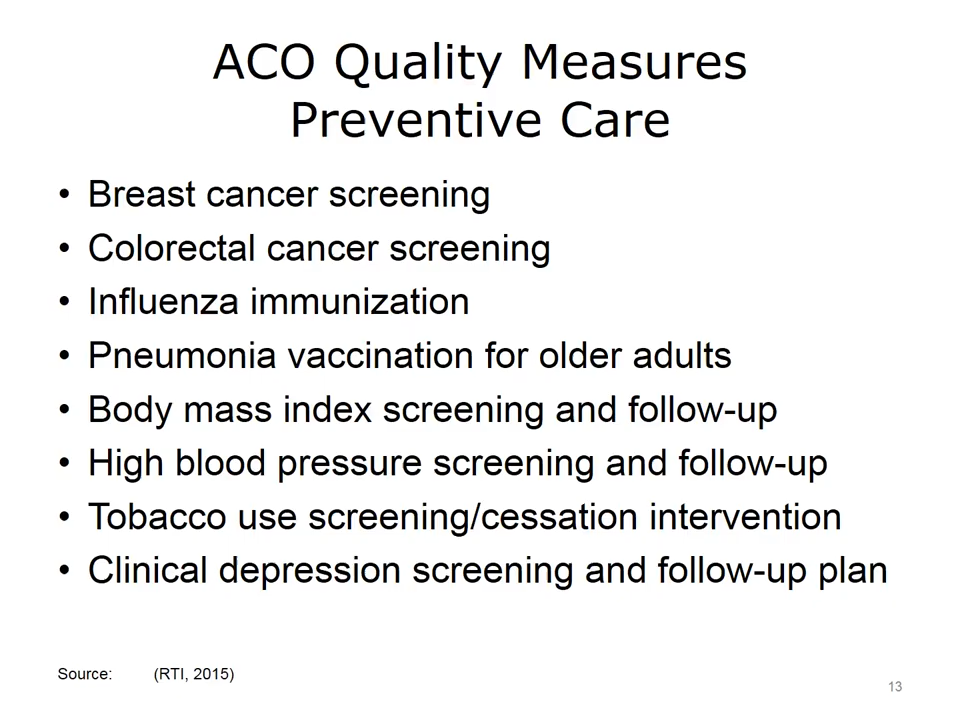 ACO Quality Measures
Preventive Care
• Breast cancer screening
• Colorectal cancer screening
• Influenza immunization
• Pneumonia vaccination for older adults
• Body mass index screening and follow-up
• High blood pressure screening and follow-up
• Tobacco use screening/cessation intervention
• Clinical depression screening and follow-up plan
Source: (RTI, 2015)
13